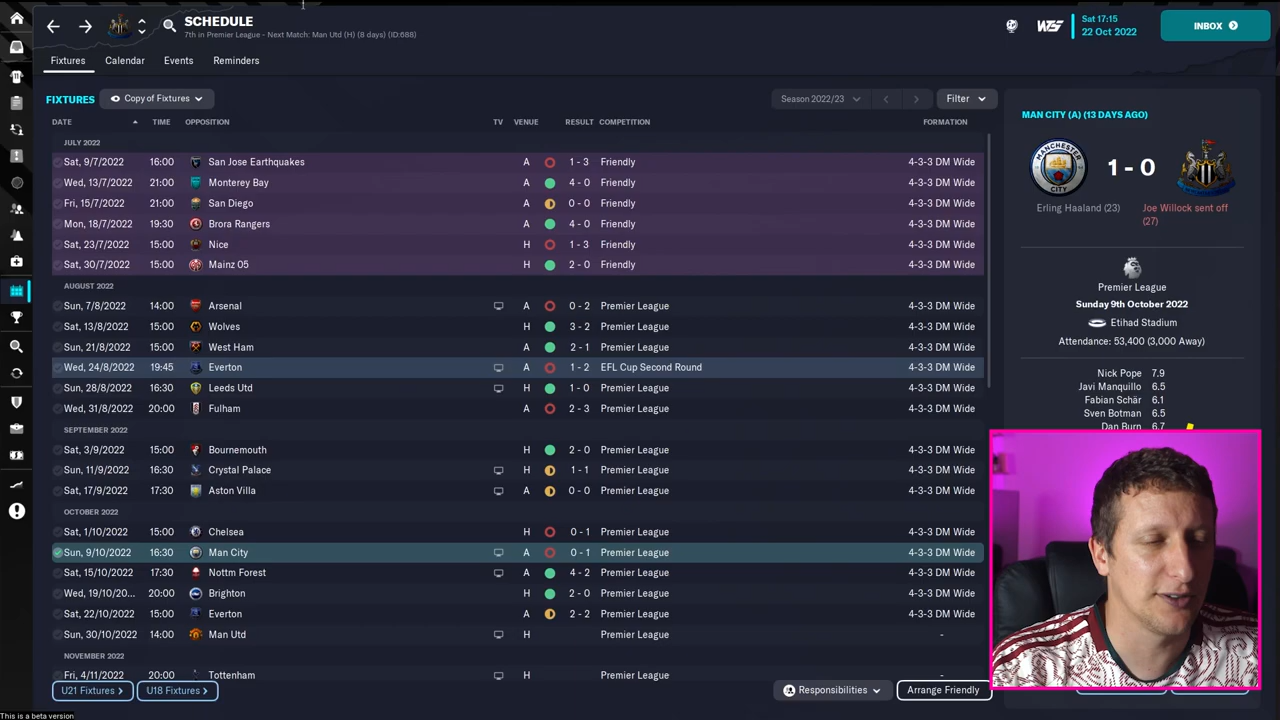 SCHEDULE
7th in Premier League - Next Match: Man Utd (H) (8 days) (ID:688)
Sat 17:15
22 Oct 2022
INBOX
Fixtures Calendar Events Reminders
FIXTURES Copy of Fixtures Season 2022/23 Filter
DATE TIME OPPOSITION TV VENUE RESULT COMPETITION FORMATION
JULY 2022
Sat, 9/7/2022 16:00 San Jose Earthquakes A 1 - 3 Friendly 4-3-3 DM Wide
Wed, 13/7/2022 21:00 Monterey Bay A 4 - 0 Friendly 4-3-3 DM Wide
Fri, 15/7/2022 21:00 San Diego A 0 - 0 Friendly 4-3-3 DM Wide
Mon, 18/7/2022 19:30 Brora Rangers A 4 - 0 Friendly 4-3-3 DM Wide
Sat, 23/7/2022 15:00 Nice H 1 - 3 Friendly 4-3-3 DM Wide
Sat, 30/7/2022 15:00 Mainz 05 H 2 - 0 Friendly 4-3-3 DM Wide
AUGUST 2022
Sun, 7/8/2022 14:00 Arsenal A 0 - 2 Premier League 4-3-3 DM Wide
Sat, 13/8/2022 15:00 Wolves H 3 - 2 Premier League 4-3-3 DM Wide
Sun, 21/8/2022 15:00 West Ham A 2 - 1 Premier League 4-3-3 DM Wide
Wed, 24/8/2022 19:45 Everton A 1 - 2 EFL Cup Second Round 4-3-3 DM Wide
Sun, 28/8/2022 16:30 Leeds Utd H 1 - 0 Premier League 4-3-3 DM Wide
Wed, 31/8/2022 20:00 Fulham A 2 - 3 Premier League 4-3-3 DM Wide
SEPTEMBER 2022
Sat, 3/9/2022 15:00 Bournemouth H 2 - 0 Premier League 4-3-3 DM Wide
Sun, 11/9/2022 16:30 Crystal Palace H 1 - 1 Premier League 4-3-3 DM Wide
Sat, 17/9/2022 17:30 Aston Villa A 0 - 0 Premier League 4-3-3 DM Wide
OCTOBER 2022
Sat, 1/10/2022 15:00 Chelsea H 0 - 1 Premier League 4-3-3 DM Wide
Sun, 9/10/2022 16:30 Man City A 0 - 1 Premier League 4-3-3 DM Wide
Sat, 15/10/2022 17:30 Nottm Forest A 4 - 2 Premier League 4-3-3 DM Wide
Wed, 19/10/20... 20:00 Brighton H 2 - 0 Premier League 4-3-3 DM Wide
Sat, 22/10/2022 15:00 Everton A 2 - 2 Premier League 4-3-3 DM Wide
Sun, 30/10/2022 14:00 Man Utd H Premier League -
NOVEMBER 2022
Fri, 4/11/2022 20:00 Tottenham H Premier League -
U21 Fixtures U18 Fixtures Responsibilities Arrange Friendly
This is a beta version
MAN CITY (A) (13 DAYS AGO)
MANCHESTER
CITY
1 - 0
Erling Haaland (23) Joe Willock sent off
(27)
Premier League
Sunday 9th October 2022
Etihad Stadium
Attendance: 53,400 (3,000 Away)
Nick Pope 7.9
Javi Manquillo 6.5
Fabian Schär 6.1
Sven Botman 6.5
Dan Burn 6.7